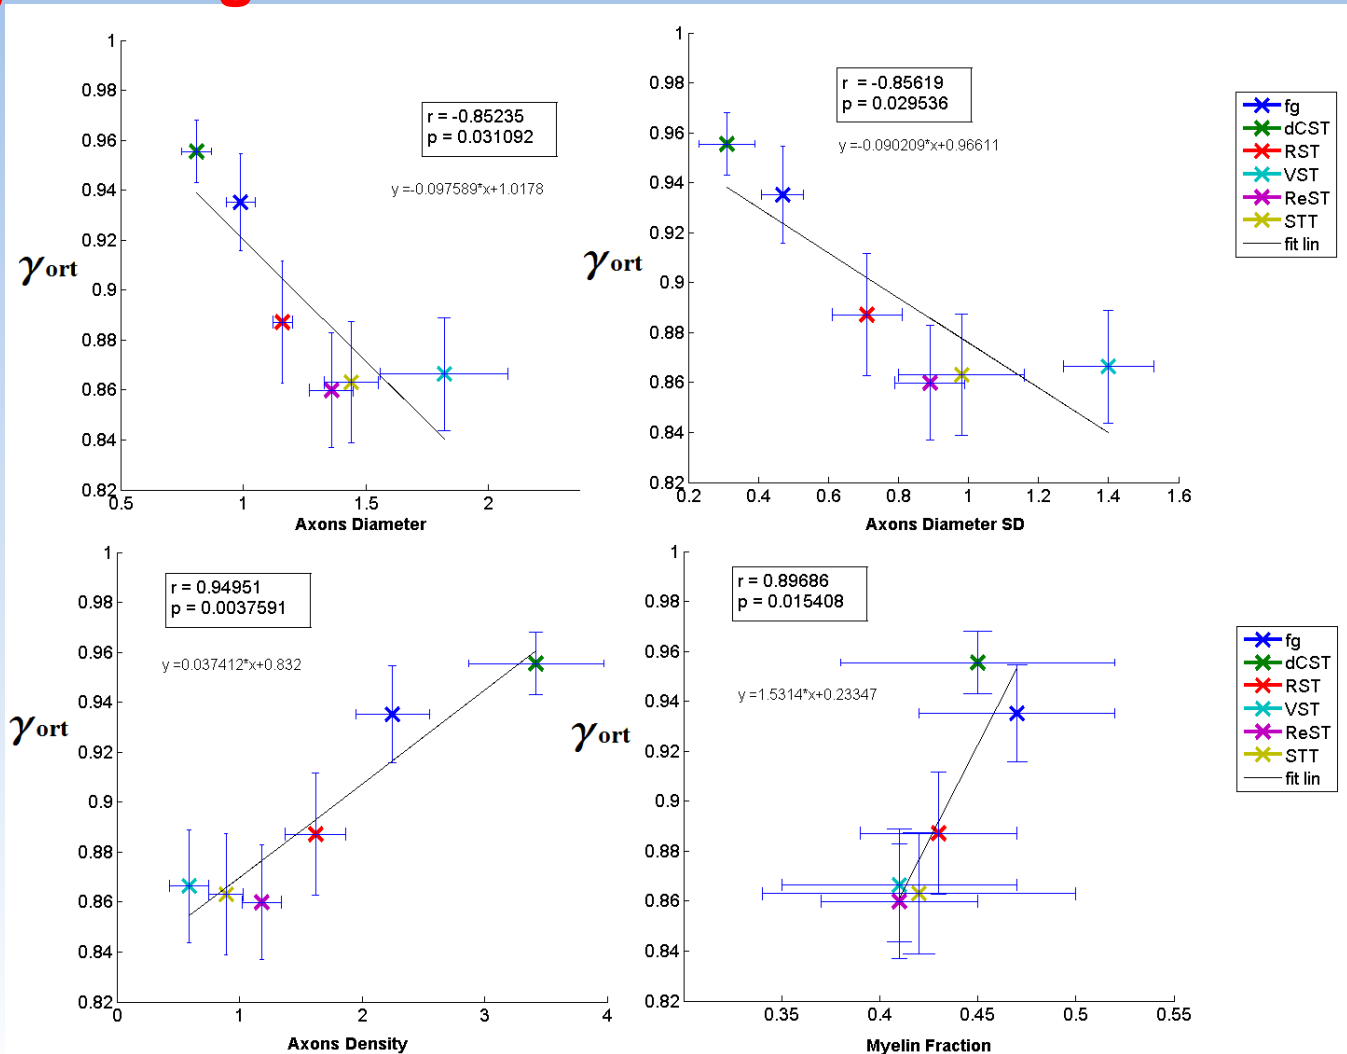 1
0.98
0.96
0.94
0.92
0.9
0.88
0.86
0.84
0.82
γort
r = -0.85235
p = 0.031092
y =-0.097589*x+1.0178
0.5
1
1.5
2
Axons Diameter
1
0.98
0.96
0.94
0.92
0.9
0.88
0.86
0.84
0.82
γort
r = -0.85619
p = 0.029536
y =-0.090209*x+0.96611
0.2
0.4
0.6
0.8
1
1.2
1.4
1.6
Axons Diameter SD
fg
dCST
RST
VST
ReST
STT
fit lin
1
0.98
0.96
0.94
0.92
0.9
0.88
0.86
0.84
0.82
γort
r = 0.94951
p = 0.0037591
y =0.037412*x+0.832
0
1
2
3
4
Axons Density
1
0.98
0.96
0.94
0.92
0.9
0.88
0.86
0.84
0.82
γort
r = 0.89686
p = 0.015408
y =1.5314*x+0.23347
0.35
0.4
0.45
0.5
0.55
Myelin Fraction
fg
dCST
RST
VST
ReST
STT
fit lin